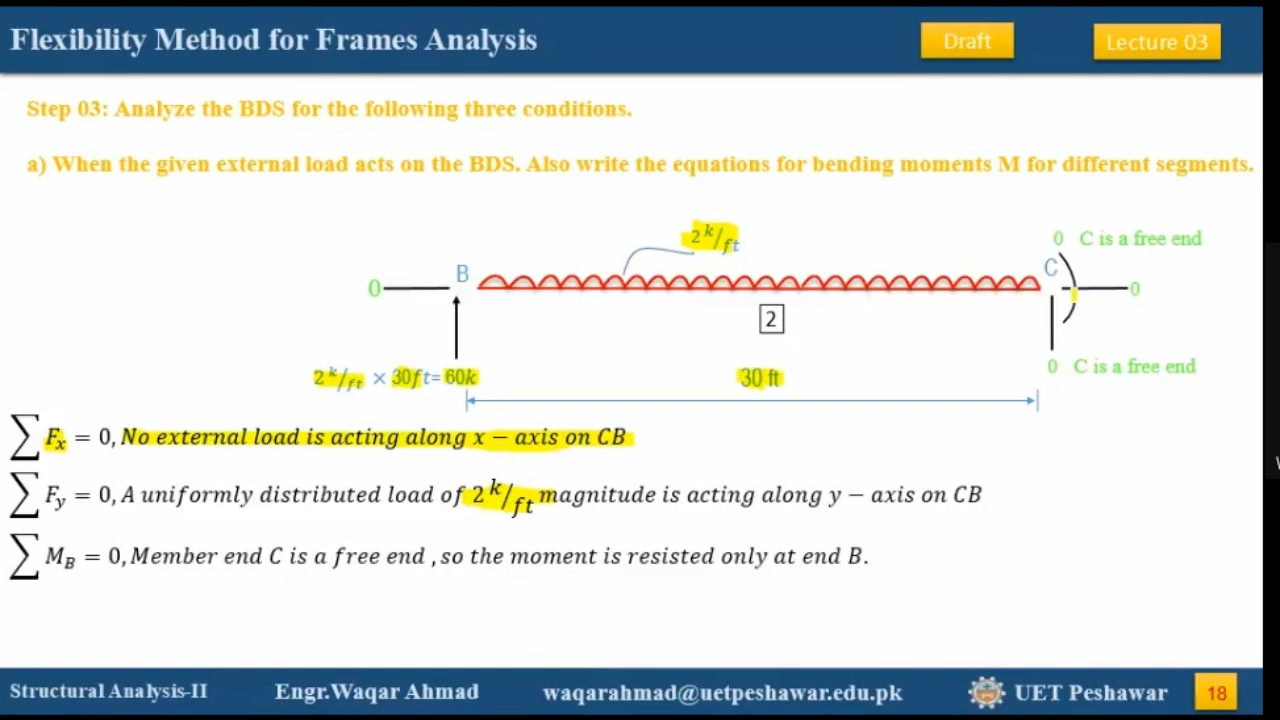 Flexibility Method for Frames Analysis
Draft
Lecture 03
Step 03: Analyze the BDS for the following three conditions.
a) When the given external load acts on the BDS. Also write the equations for bending moments M for different segments.
2 k/ft
0 C is a free end
B
C
0
0
2
2 k/ft × 30ft= 60k
30 ft
0 C is a free end
∑ Fx = 0, No external load is acting along x − axis on CB
∑ Fy = 0, A uniformly distributed load of 2 k/ft magnitude is acting along y − axis on CB
∑ MB = 0, Member end C is a free end , so the moment is resisted only at end B.
Structural Analysis-II
Engr.Waqar Ahmad
waqarahmad@uetpeshawar.edu.pk
UET Peshawar
18